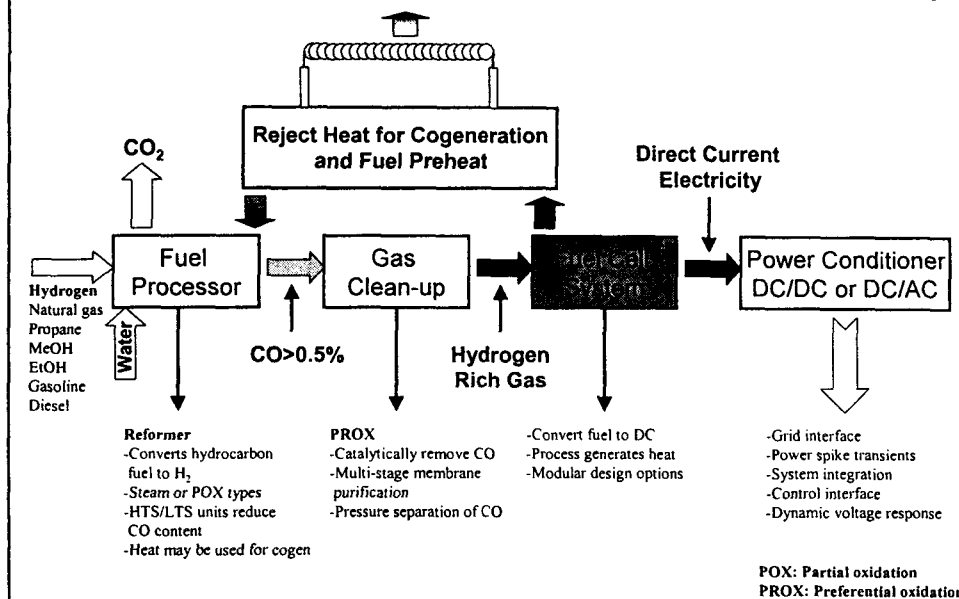 Reject Heat for Cogeneration
and Fuel Preheat
CO₂
Direct Current
Electricity
Fuel
Processor
Gas
Clean-up
Fuel Cell
System
Power Conditioner
DC/DC or DC/AC
Hydrogen
Natural gas
Propane
MeOH
EtOH
Gasoline
Diesel
Water
CO>0.5%
Hydrogen
Rich Gas
Reformer
-Converts hydrocarbon
fuel to H₂
-Steam or POX types
-HTS/LTS units reduce
CO content
-Heat may be used for cogen
PROX
-Catalytically remove CO
-Multi-stage membrane
purification
-Pressure separation of CO
-Convert fuel to DC
-Process generates heat
-Modular design options
-Grid interface
-Power spike transients
-System integration
-Control interface
-Dynamic voltage response
POX: Partial oxidation
PROX: Preferential oxidation